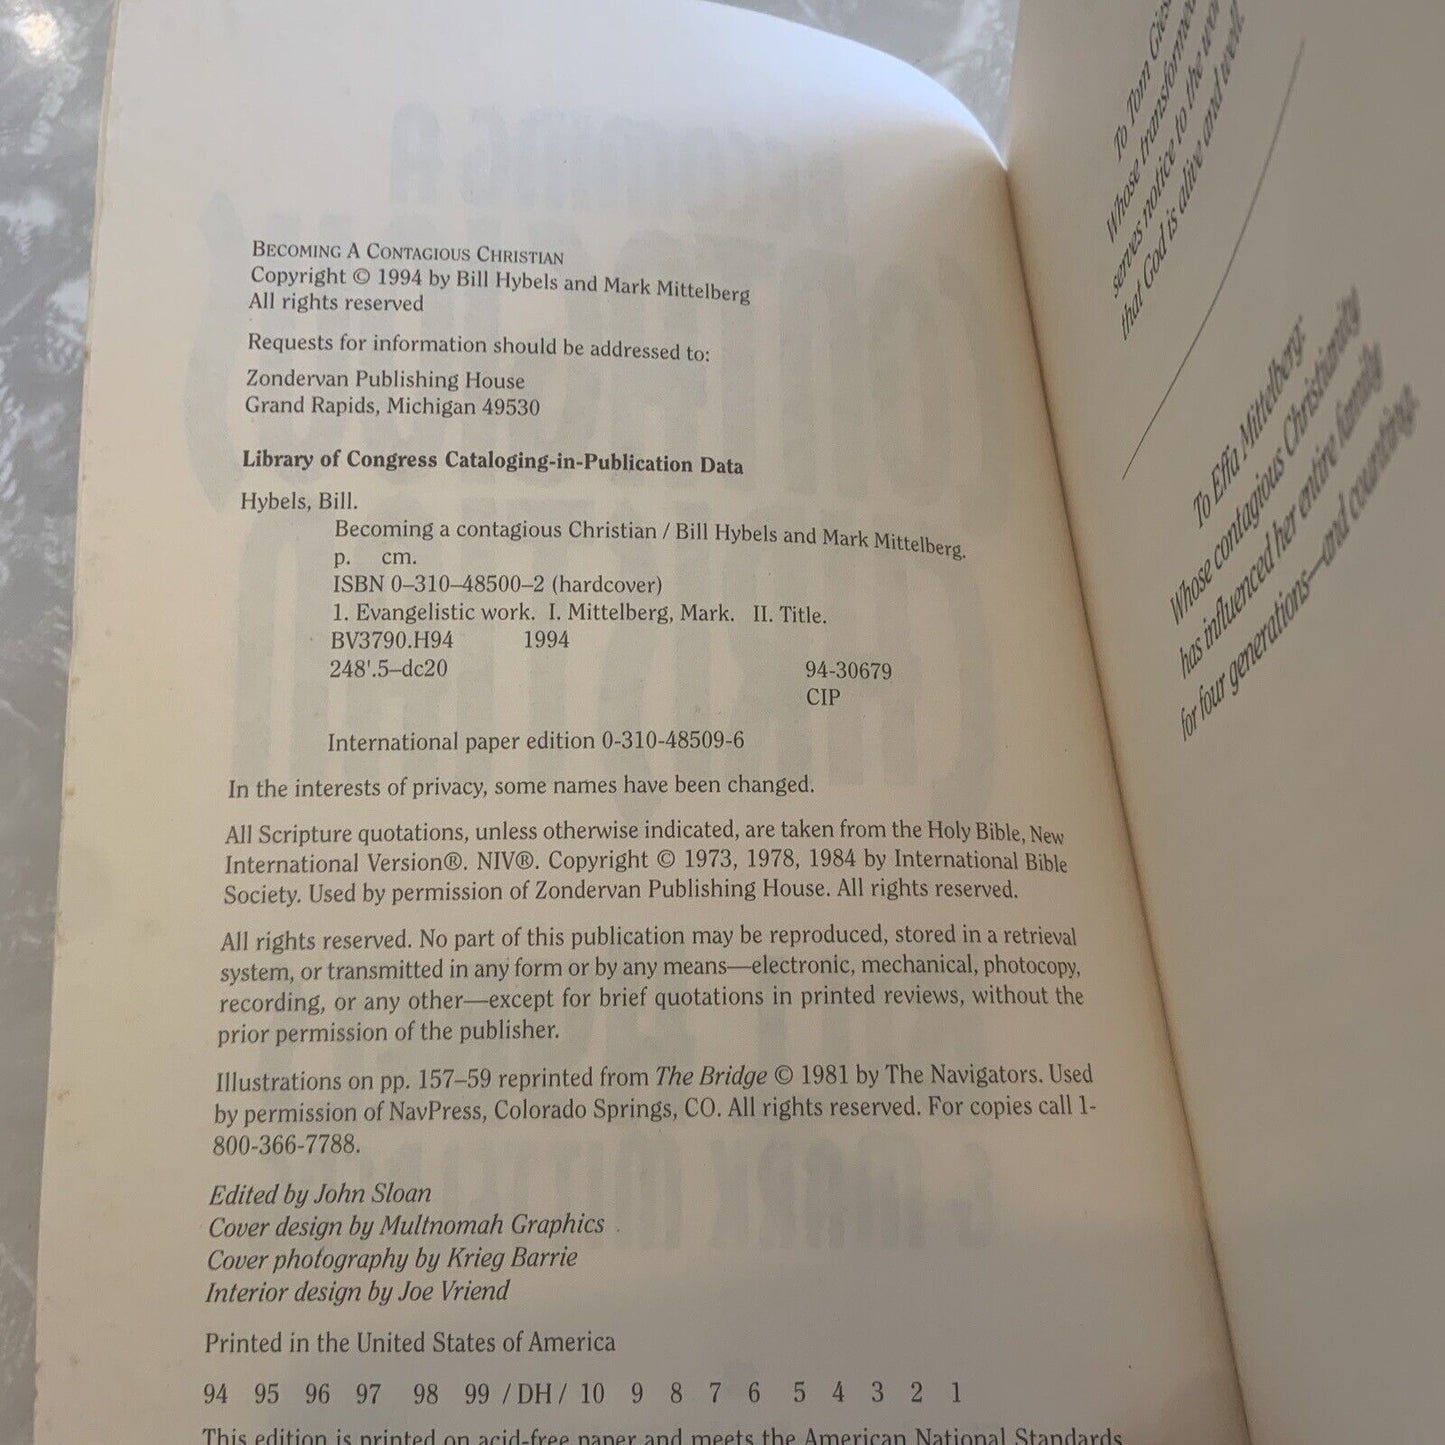 BECOMING A CONTAGIOUS CHRISTIAN
Copyright © 1994 by Bill Hybels and Mark Mittelberg
All rights reserved
Requests for information should be addressed to:
Zondervan Publishing House
Grand Rapids, Michigan 49530
Library of Congress Cataloging-in-Publication Data
Hybels, Bill.
Becoming a contagious Christian / Bill Hybels and Mark Mittelberg.
p. cm.
ISBN 0–310–48500–2 (hardcover)
1. Evangelistic work. I. Mittelberg, Mark. II. Title.
BV3790.H94 1994
248'.5–dc20 94-30679
CIP
International paper edition 0-310-48509-6
In the interests of privacy, some names have been changed.
All Scripture quotations, unless otherwise indicated, are taken from the Holy Bible, New
International Version®. NIV®. Copyright © 1973, 1978, 1984 by International Bible
Society. Used by permission of Zondervan Publishing House. All rights reserved.
All rights reserved. No part of this publication may be reproduced, stored in a retrieval
system, or transmitted in any form or by any means—electronic, mechanical, photocopy,
recording, or any other—except for brief quotations in printed reviews, without the
prior permission of the publisher.
Illustrations on pp. 157–59 reprinted from The Bridge © 1981 by The Navigators. Used
by permission of NavPress, Colorado Springs, CO. All rights reserved. For copies call 1-
800-366-7788.
Edited by John Sloan
Cover design by Multnomah Graphics
Cover photography by Krieg Barrie
Interior design by Joe Vriend
Printed in the United States of America
94 95 96 97 98 99 / DH / 10 9 8 7 6 5 4 3 2 1
This edition is printed on acid-free paper and meets the American National Standards
To Tom
Whose transformed
serves notice to the
that God is alive and well.
To Effa Mittelberg:
Whose contagious Christianity
has influenced her entire family
for four generations—and counting.